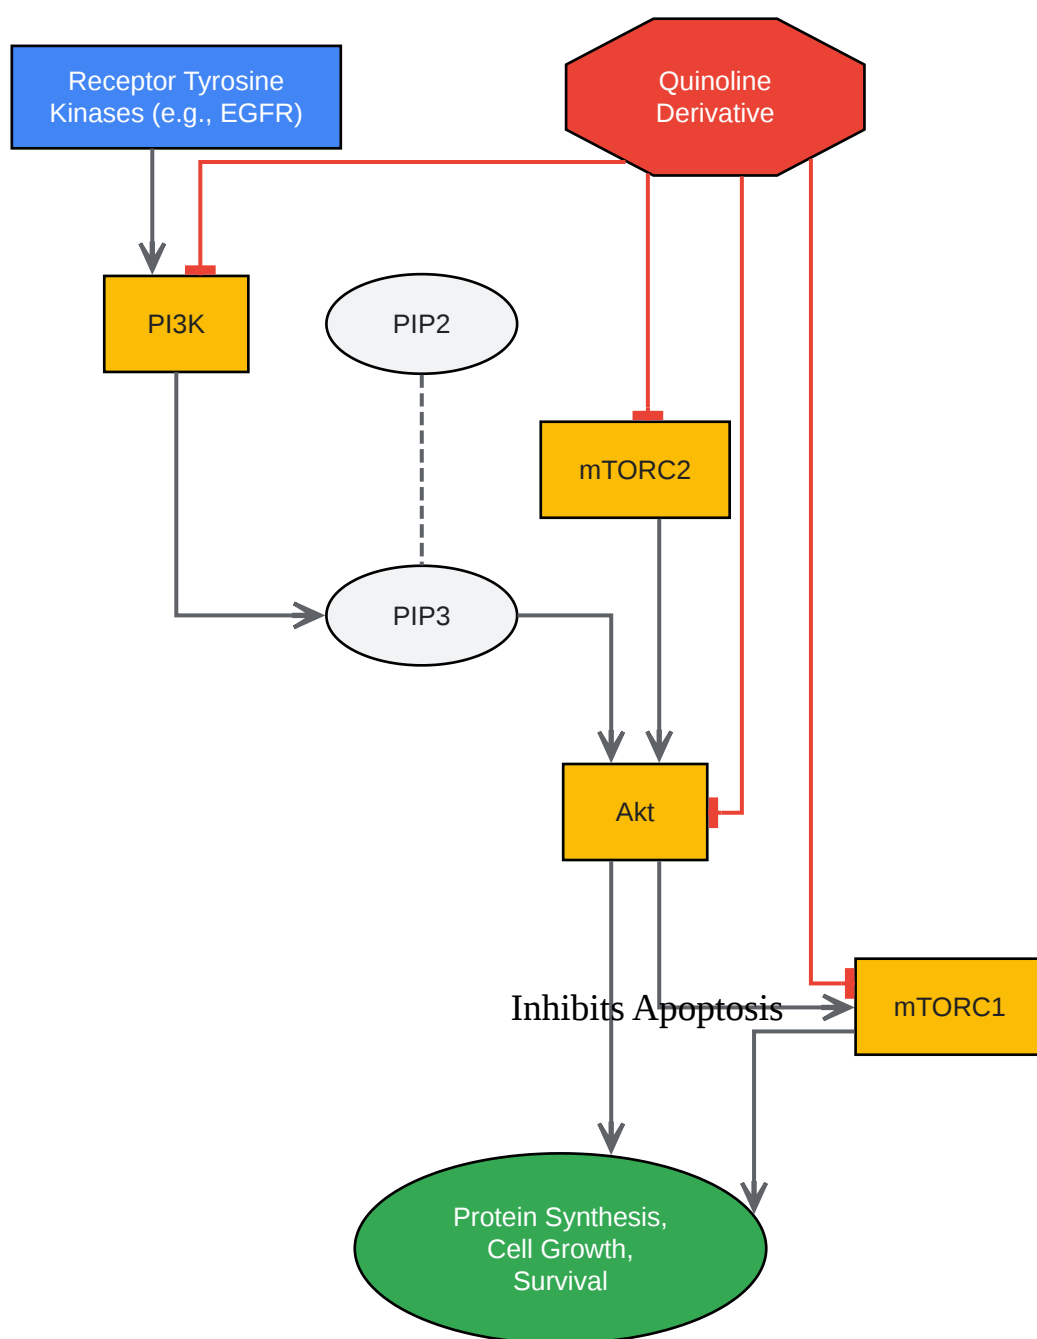 Receptor Tyrosine
Kinases (e.g., EGFR)
Quinoline
Derivative
PI3K
PIP2
mTORC2
PIP3
Akt
Inhibits Apoptosis
mTORC1
Protein Synthesis,
Cell Growth,
Survival